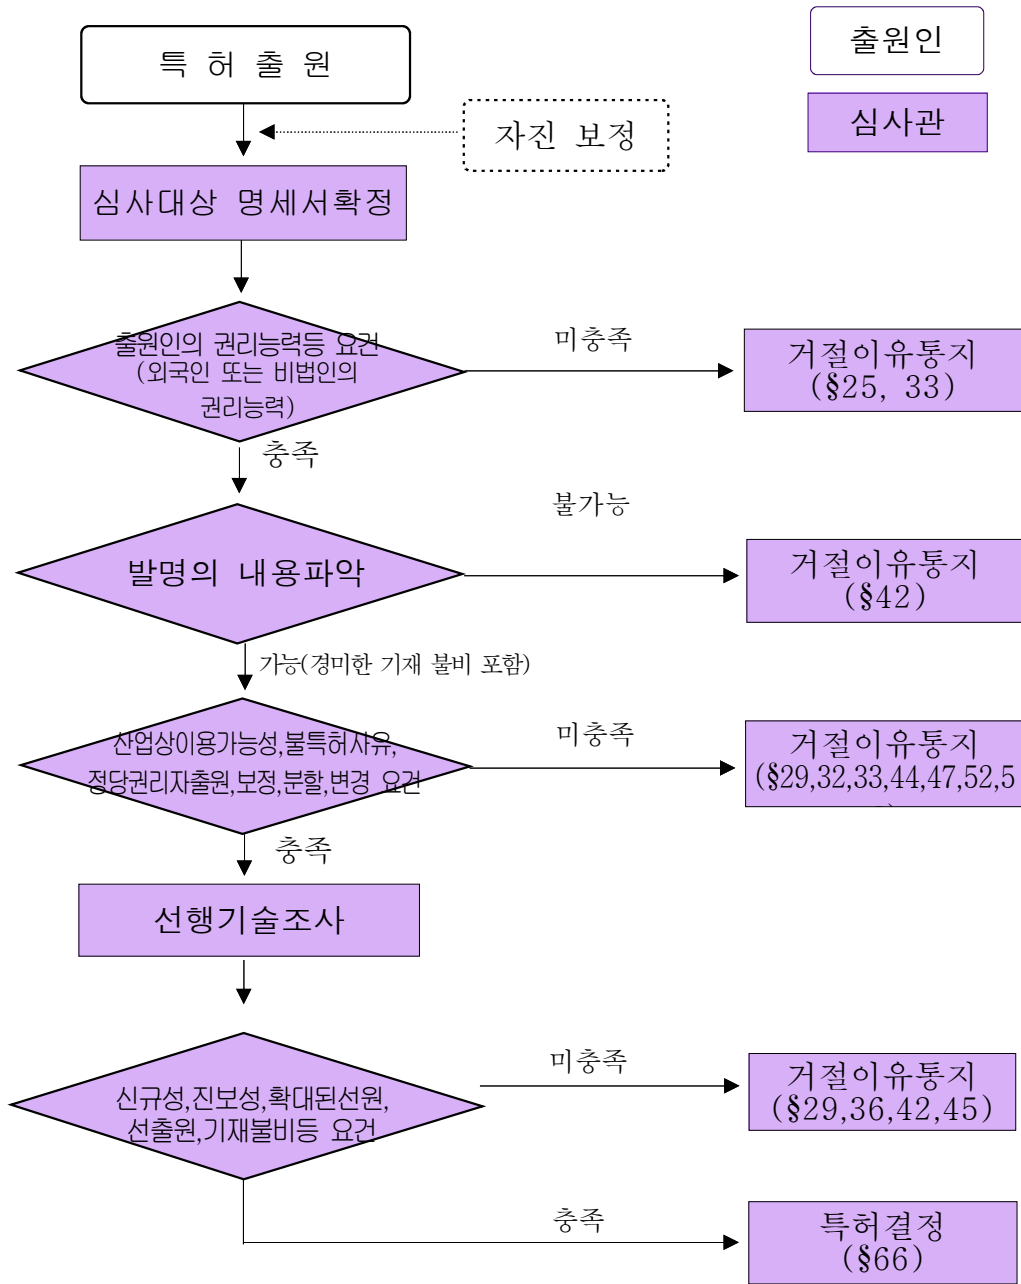 특 허 출 원
출원인
심사관
자진 보정
심사대상 명세서확정
출원인의 권리능력등 요건
(외국인 또는 비법인의
권리능력)
미충족
거절이유통지
(§25, 33)
충족
발명의 내용파악
불가능
거절이유통지
(§42)
가능(경미한 기재 불비 포함)
산업상이용가능성,불특허사유,
정당권리자출원,보정,분할,변경 요건
미충족
거절이유통지
(§29,32,33,44,47,52,5
충족
선행기술조사
신규성,진보성,확대된선원,
선출원,기재불비등 요건
미충족
거절이유통지
(§29,36,42,45)
충족
특허결정
(§66)